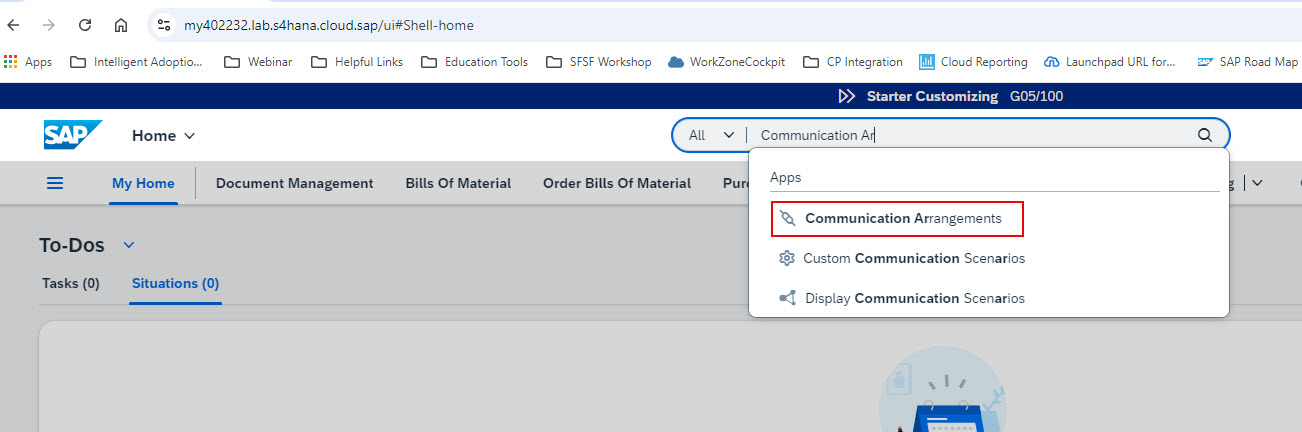 my402232.lab.s4hana.cloud.sap/ui#Shell-home
Apps Intelligent Adoptio... Webinar Helpful Links Education Tools SFSF Workshop WorkZoneCockpit CP Integration Cloud Reporting Launchpad URL for... SAP Road Map
Starter Customizing G05/100
SAP Home All Communication Ar
My Home Document Management Bills Of Material Order Bills Of Material Pur
Apps
Communication Arrangements
Custom Communication Scenarios
Display Communication Scenarios
To-Dos
Tasks (0) Situations (0)